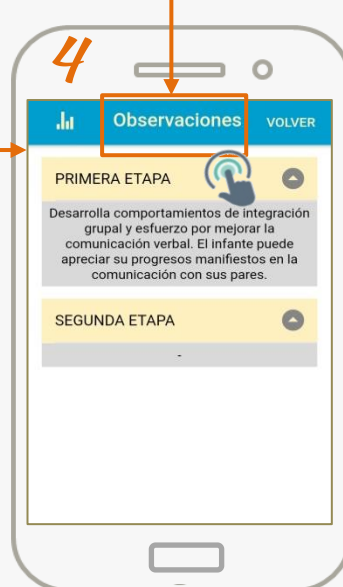 4
Observaciones VOLVER
PRIMERA ETAPA
Desarrolla comportamientos de integración
grupal y esfuerzo por mejorar la
comunicación verbal. El infante puede
apreciar su progresos manifiestos en la
comunicación con sus pares.
SEGUNDA ETAPA
-